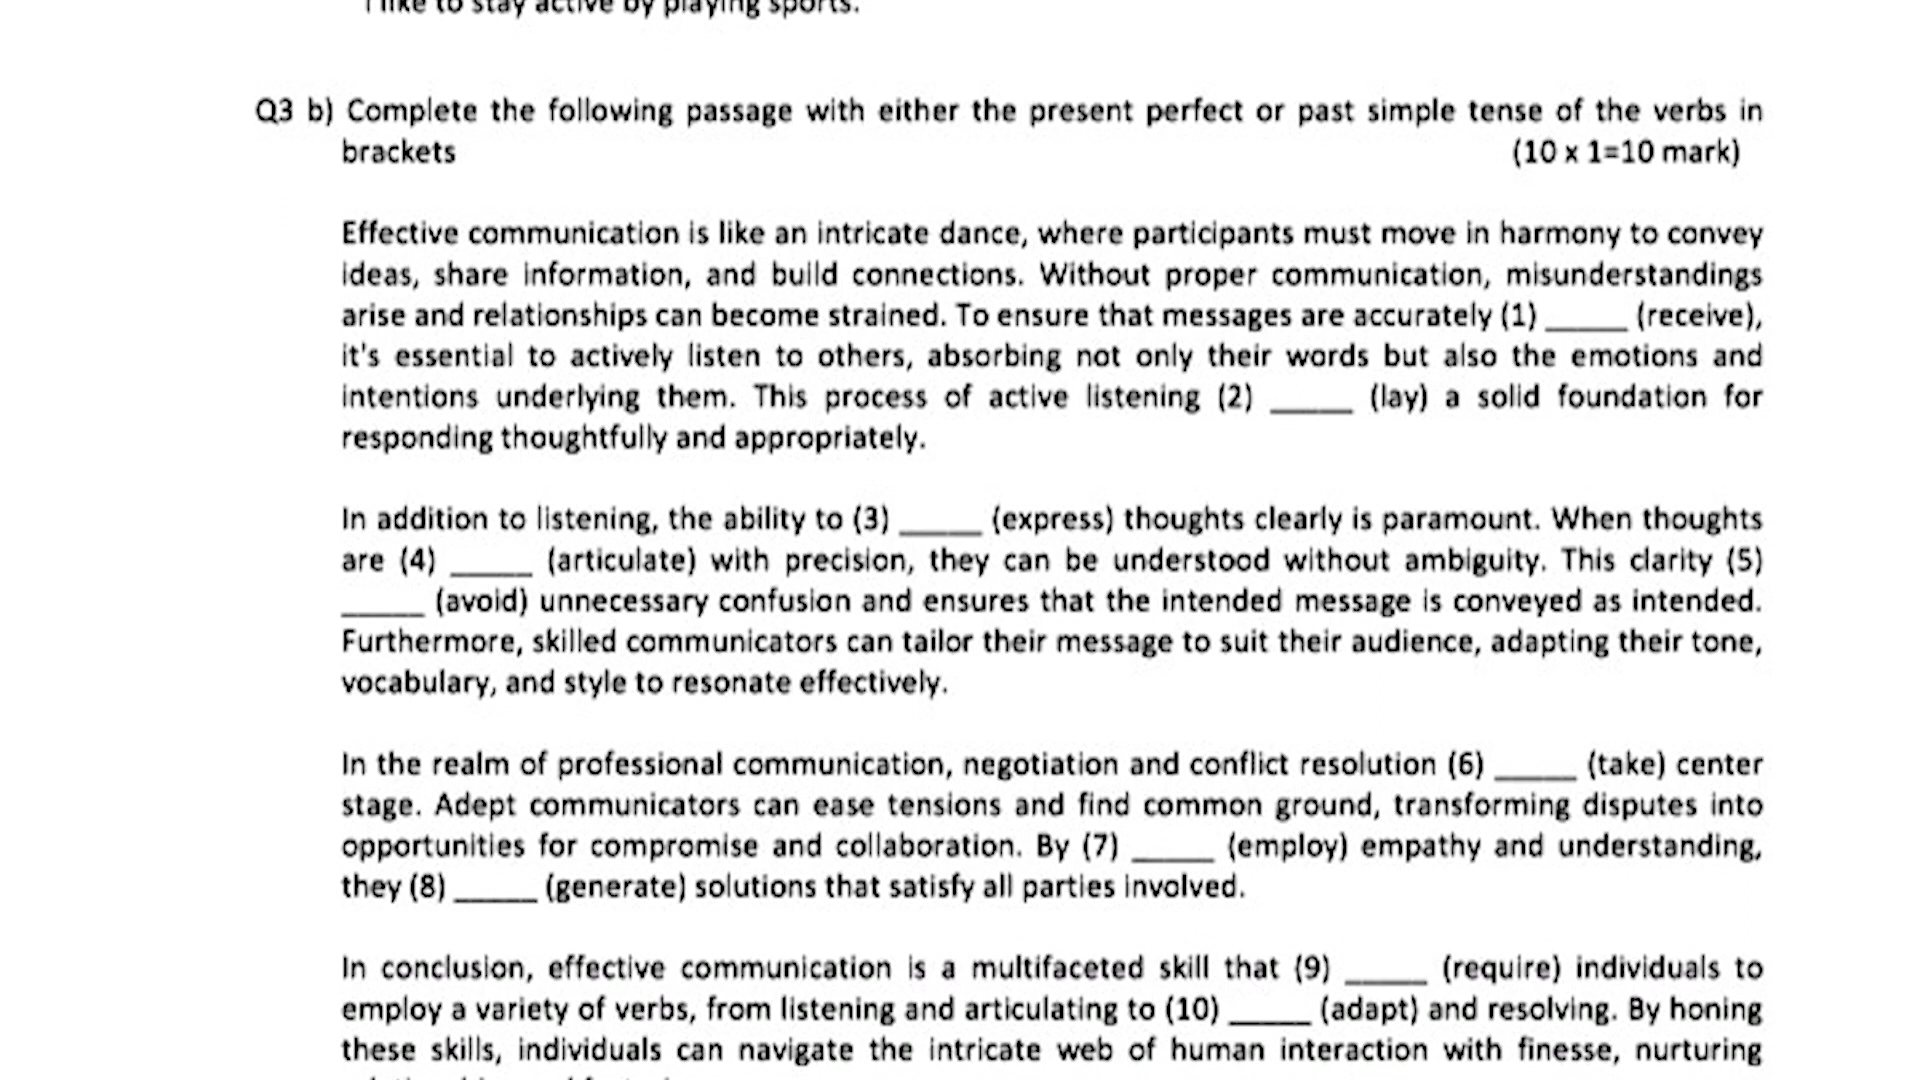 I like to stay active by playing sports.
Q3 b) Complete the following passage with either the present perfect or past simple tense of the verbs in
brackets (10 x 1=10 mark)
Effective communication is like an intricate dance, where participants must move in harmony to convey
ideas, share information, and build connections. Without proper communication, misunderstandings
arise and relationships can become strained. To ensure that messages are accurately (1) _____ (receive),
it's essential to actively listen to others, absorbing not only their words but also the emotions and
intentions underlying them. This process of active listening (2) _____ (lay) a solid foundation for
responding thoughtfully and appropriately.
In addition to listening, the ability to (3) _____ (express) thoughts clearly is paramount. When thoughts
are (4) _____ (articulate) with precision, they can be understood without ambiguity. This clarity (5)
_____ (avoid) unnecessary confusion and ensures that the intended message is conveyed as intended.
Furthermore, skilled communicators can tailor their message to suit their audience, adapting their tone,
vocabulary, and style to resonate effectively.
In the realm of professional communication, negotiation and conflict resolution (6) _____ (take) center
stage. Adept communicators can ease tensions and find common ground, transforming disputes into
opportunities for compromise and collaboration. By (7) _____ (employ) empathy and understanding,
they (8) _____ (generate) solutions that satisfy all parties involved.
In conclusion, effective communication is a multifaceted skill that (9) _____ (require) individuals to
employ a variety of verbs, from listening and articulating to (10) _____ (adapt) and resolving. By honing
these skills, individuals can navigate the intricate web of human interaction with finesse, nurturing